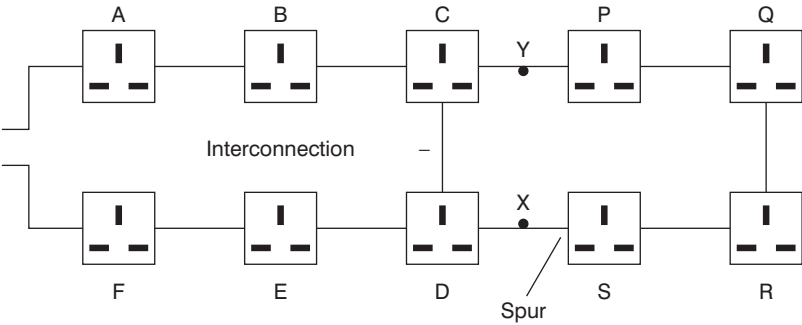 A B C P Q
Y
Interconnection –
X
F E D S R
Spur